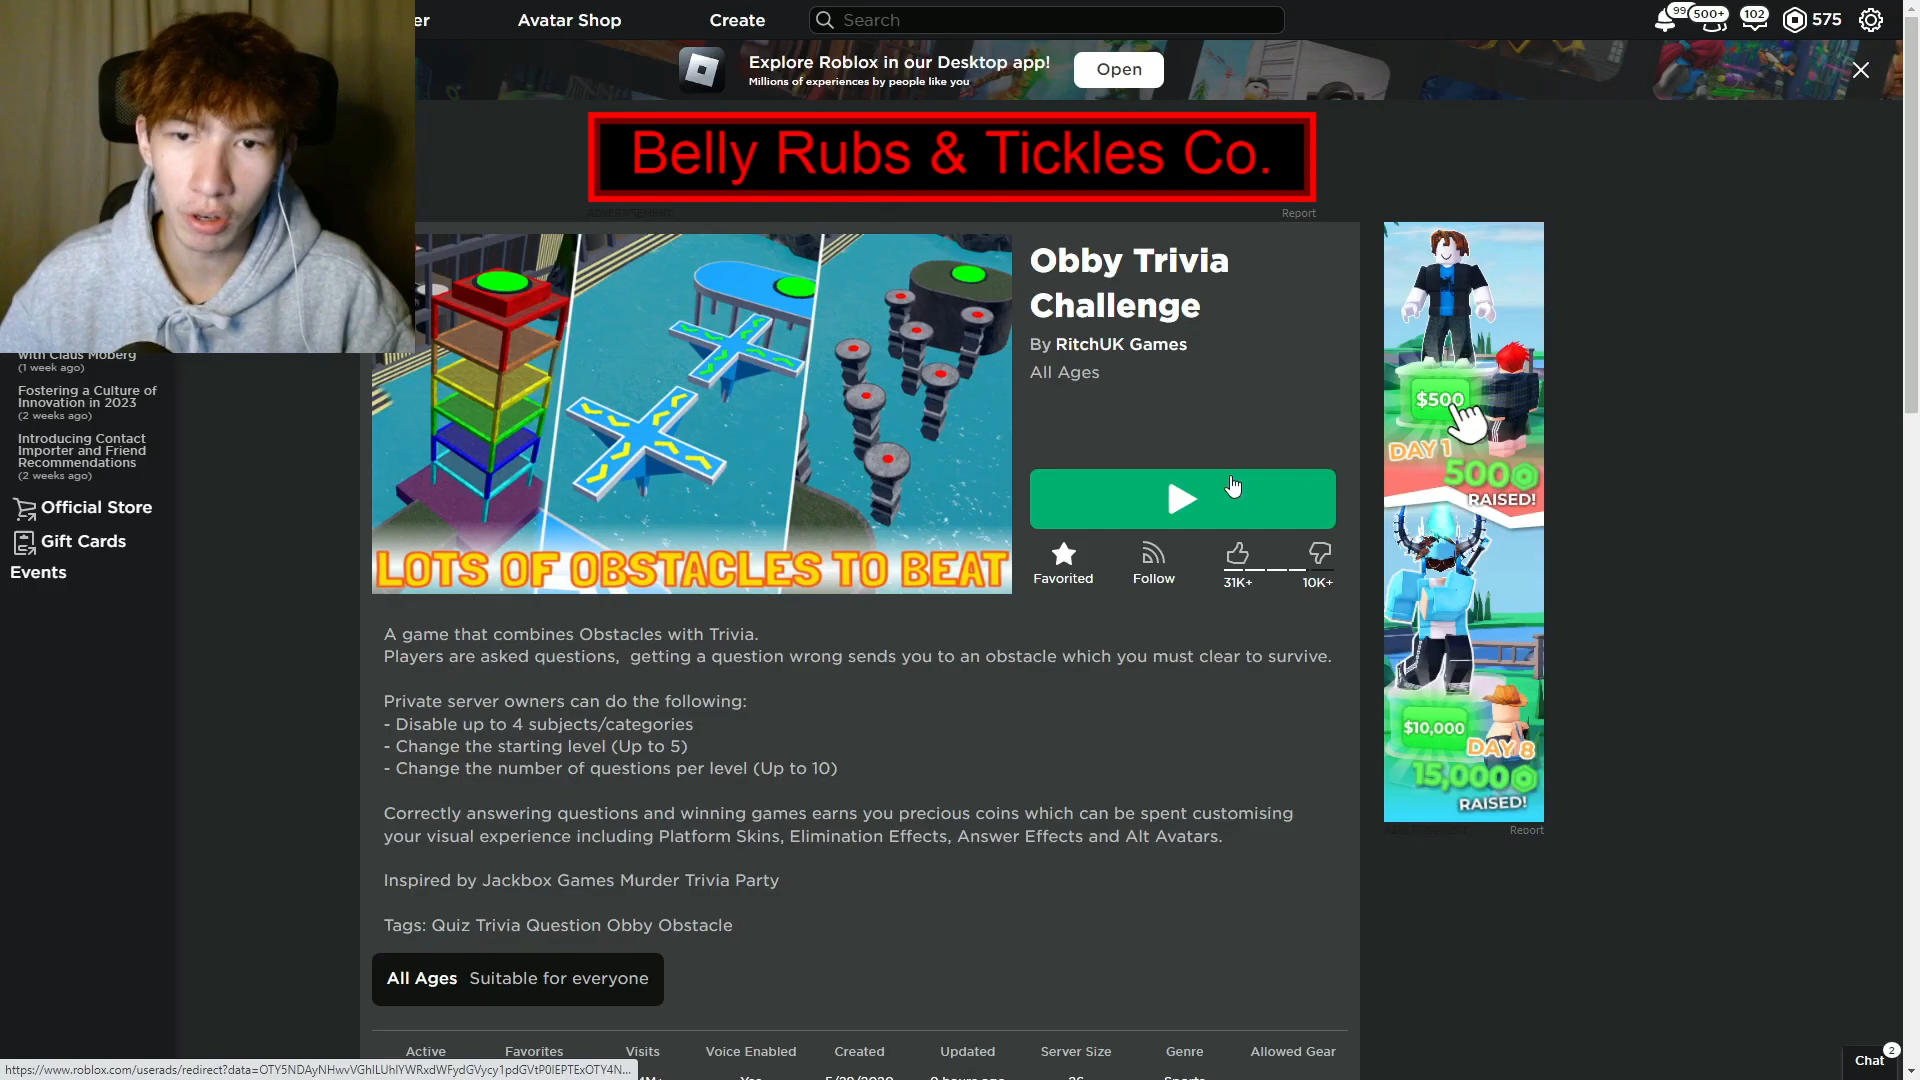 er
Avatar Shop
Create
Search
99
500+
102
575
Explore Roblox in our Desktop app!
Millions of experiences by people like you
Open
Belly Rubs & Tickles Co.
ADVERTISEMENT
Report
with Claus Moberg
(1 week ago)
Fostering a Culture of
Innovation in 2023
(2 weeks ago)
Introducing Contact
Importer and Friend
Recommendations
(2 weeks ago)
Official Store
Gift Cards
Events
LOTS OF OBSTACLES TO BEAT
Obby Trivia
Challenge
By RitchUK Games
All Ages
Favorited
Follow
31K+
10K+
A game that combines Obstacles with Trivia.
Players are asked questions, getting a question wrong sends you to an obstacle which you must clear to survive.
Private server owners can do the following:
- Disable up to 4 subjects/categories
- Change the starting level (Up to 5)
- Change the number of questions per level (Up to 10)
Correctly answering questions and winning games earns you precious coins which can be spent customising
your visual experience including Platform Skins, Elimination Effects, Answer Effects and Alt Avatars.
Inspired by Jackbox Games Murder Trivia Party
Tags: Quiz Trivia Question Obby Obstacle
All Ages Suitable for everyone
Active
Favorites
Visits
Voice Enabled
Created
Updated
Server Size
Genre
Allowed Gear
$500
DAY 1
500
RAISED!
$10,000
DAY 8
15,000
RAISED!
Report
Chat
2